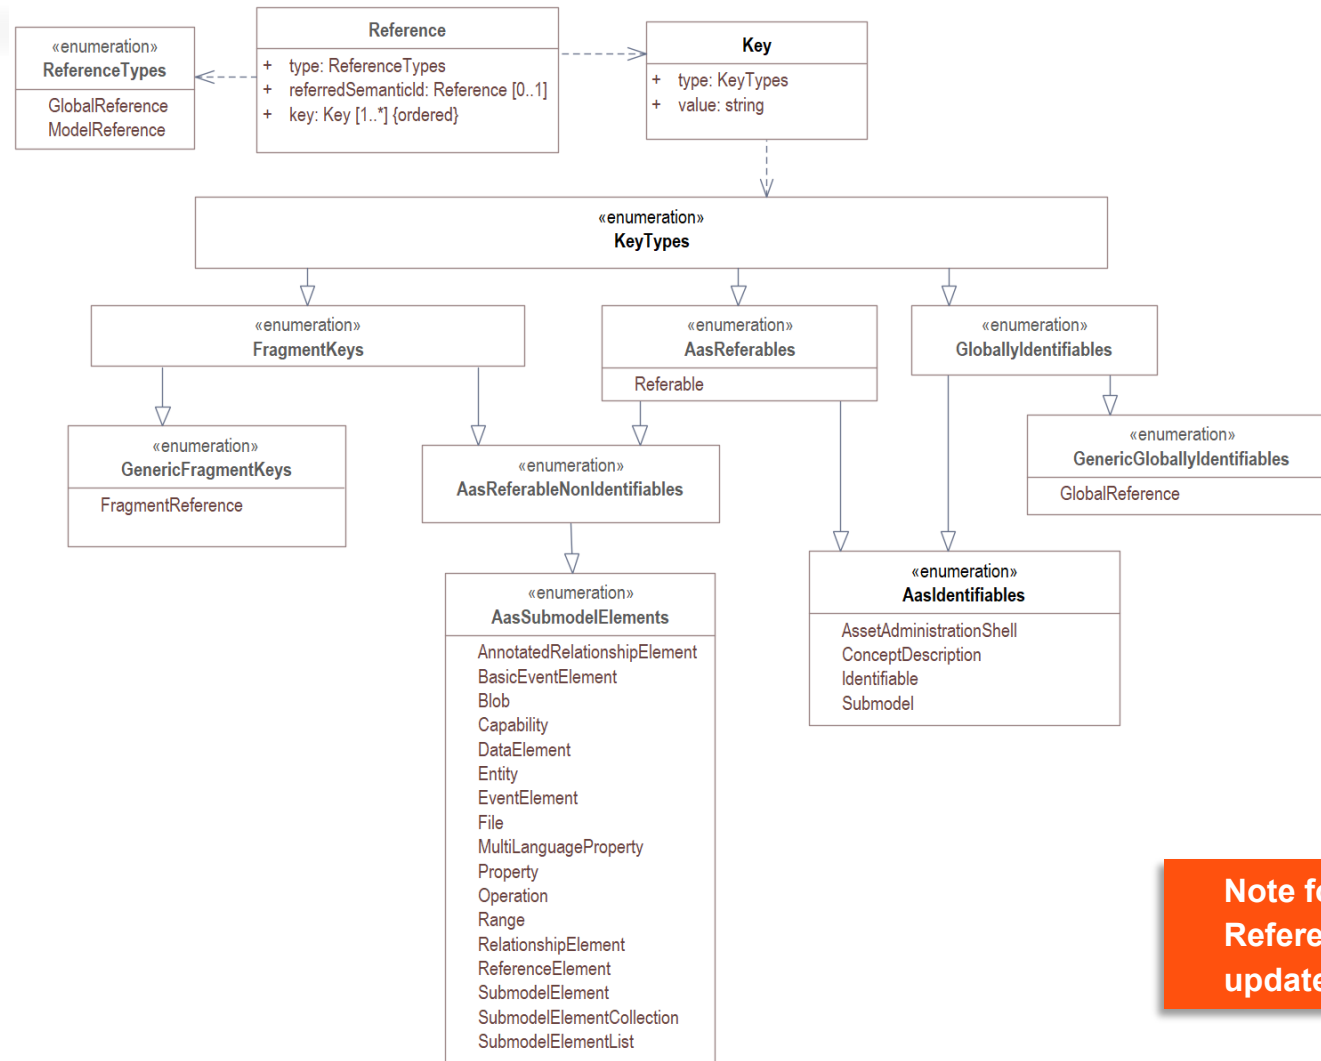 «enumeration»
ReferenceTypes
GlobalReference
ModelReference
Reference
+ type: ReferenceTypes
+ referredSemanticId: Reference [0..1]
+ key: Key [1..*] {ordered}
Key
+ type: KeyTypes
+ value: string
«enumeration»
KeyTypes
«enumeration»
FragmentKeys
«enumeration»
AasReferables
Referable
«enumeration»
GloballyIdentifiables
«enumeration»
GenericFragmentKeys
FragmentReference
«enumeration»
AasReferableNonIdentifiables
«enumeration»
GenericGloballyIdentifiables
GlobalReference
«enumeration»
AasSubmodelElements
AnnotatedRelationshipElement
BasicEventElement
Blob
Capability
DataElement
Entity
EventElement
File
MultiLanguageProperty
Property
Operation
Range
RelationshipElement
ReferenceElement
SubmodelElement
SubmodelElementCollection
SubmodelElementList
«enumeration»
AasIdentifiables
AssetAdministrationShell
ConceptDescription
Identifiable
Submodel
Note